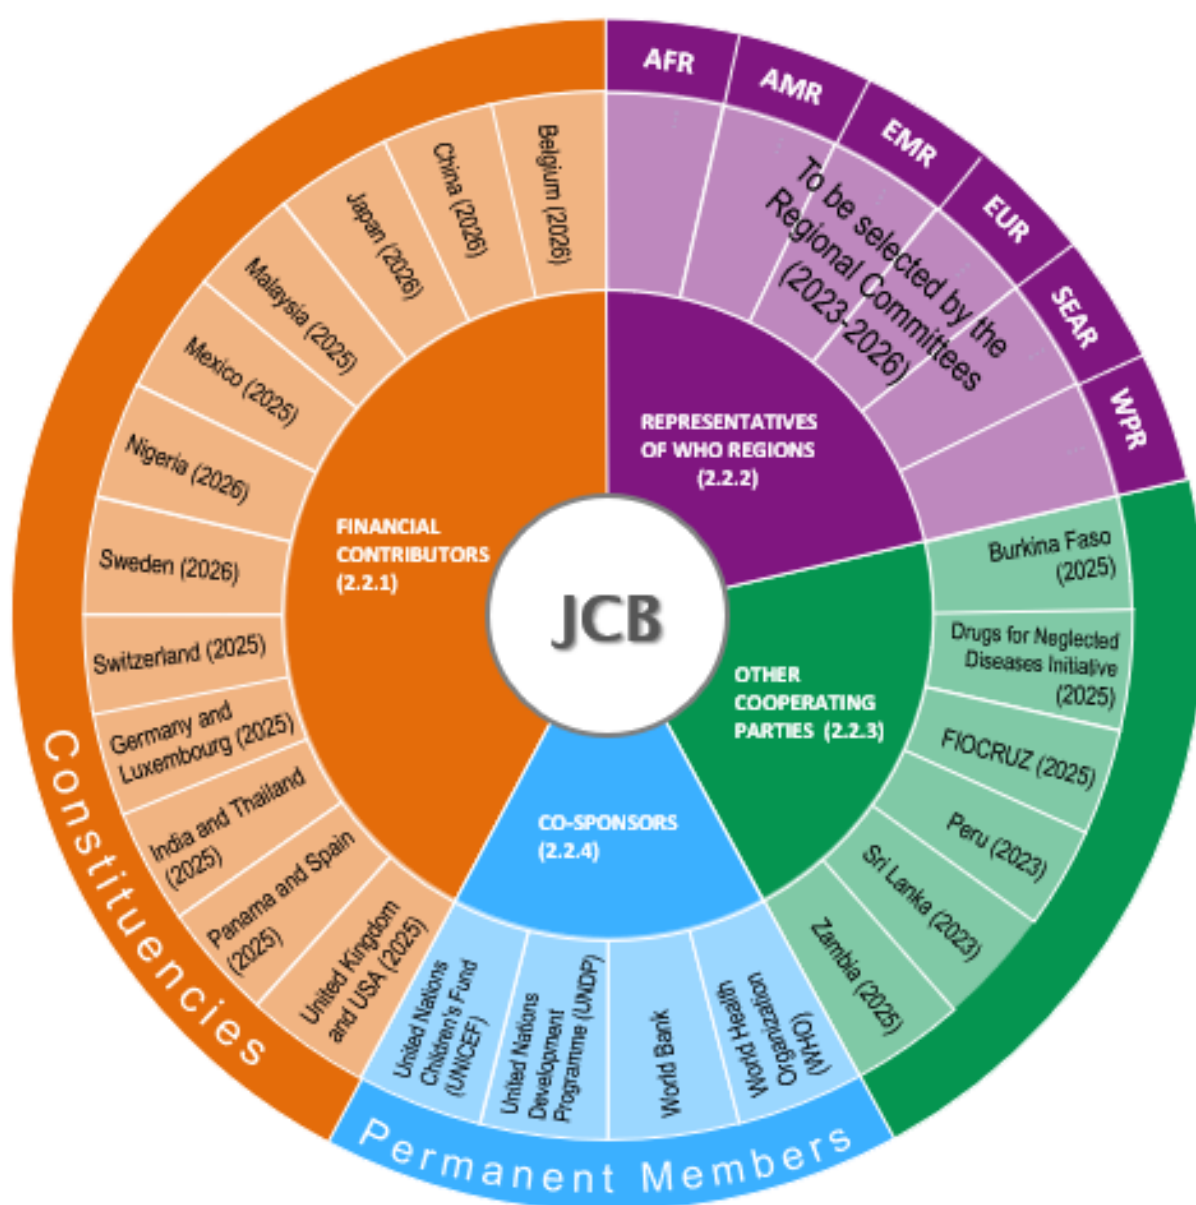 AFR
AMR
EMR
EUR
SEAR
WPR
To be selected by the
Regional Committees
(2023-2026)
REPRESENTATIVES
OF WHO REGIONS
(2.2.2)
Burkina Faso
(2025)
Drugs for Neglected
Diseases Initiative
(2025)
FIOCRUZ (2025)
Peru (2023)
Sri Lanka (2023)
Zambia (2025)
OTHER
COOPERATING
PARTIES (2.2.3)
World Health
Organization
(WHO)
World Bank
United Nations
Development
Programme (UNDP)
United Nations
Children's Fund
(UNICEF)
CO-SPONSORS
(2.2.4)
Permanent Members
United Kingdom
and USA (2025)
Panama and Spain
(2025)
India and Thailand
(2025)
Germany and
Luxembourg (2025)
Switzerland (2025)
Sweden (2026)
Nigeria (2026)
Mexico (2025)
Malaysia (2025)
Japan (2026)
China (2026)
Belgium (2026)
FINANCIAL
CONTRIBUTORS
(2.2.1)
Constituencies
JCB